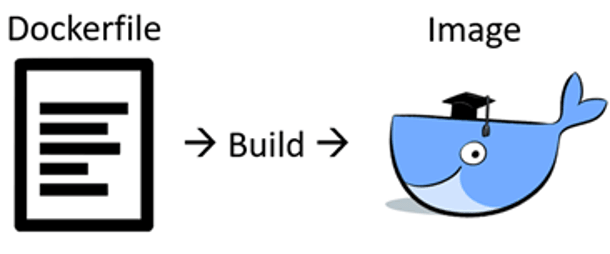 Dockerfile
Image
→ Build →